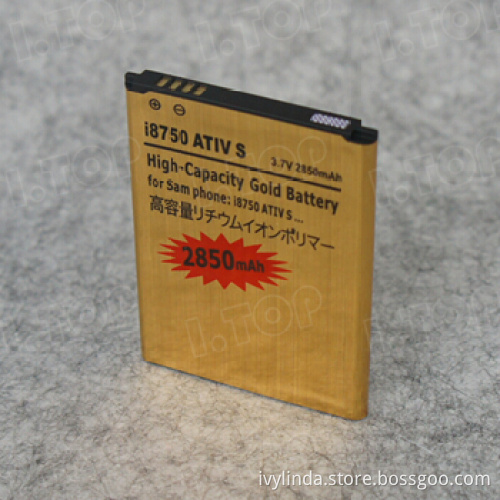 i8750 ATIV S
3.7V 2850mAh
High-Capacity Gold Battery
for Sam phone: i8750 ATIV S ...
高容量リチウムイオンポリマー
2850mAh
I.TOP
ivylinda.store.bossgoo.com